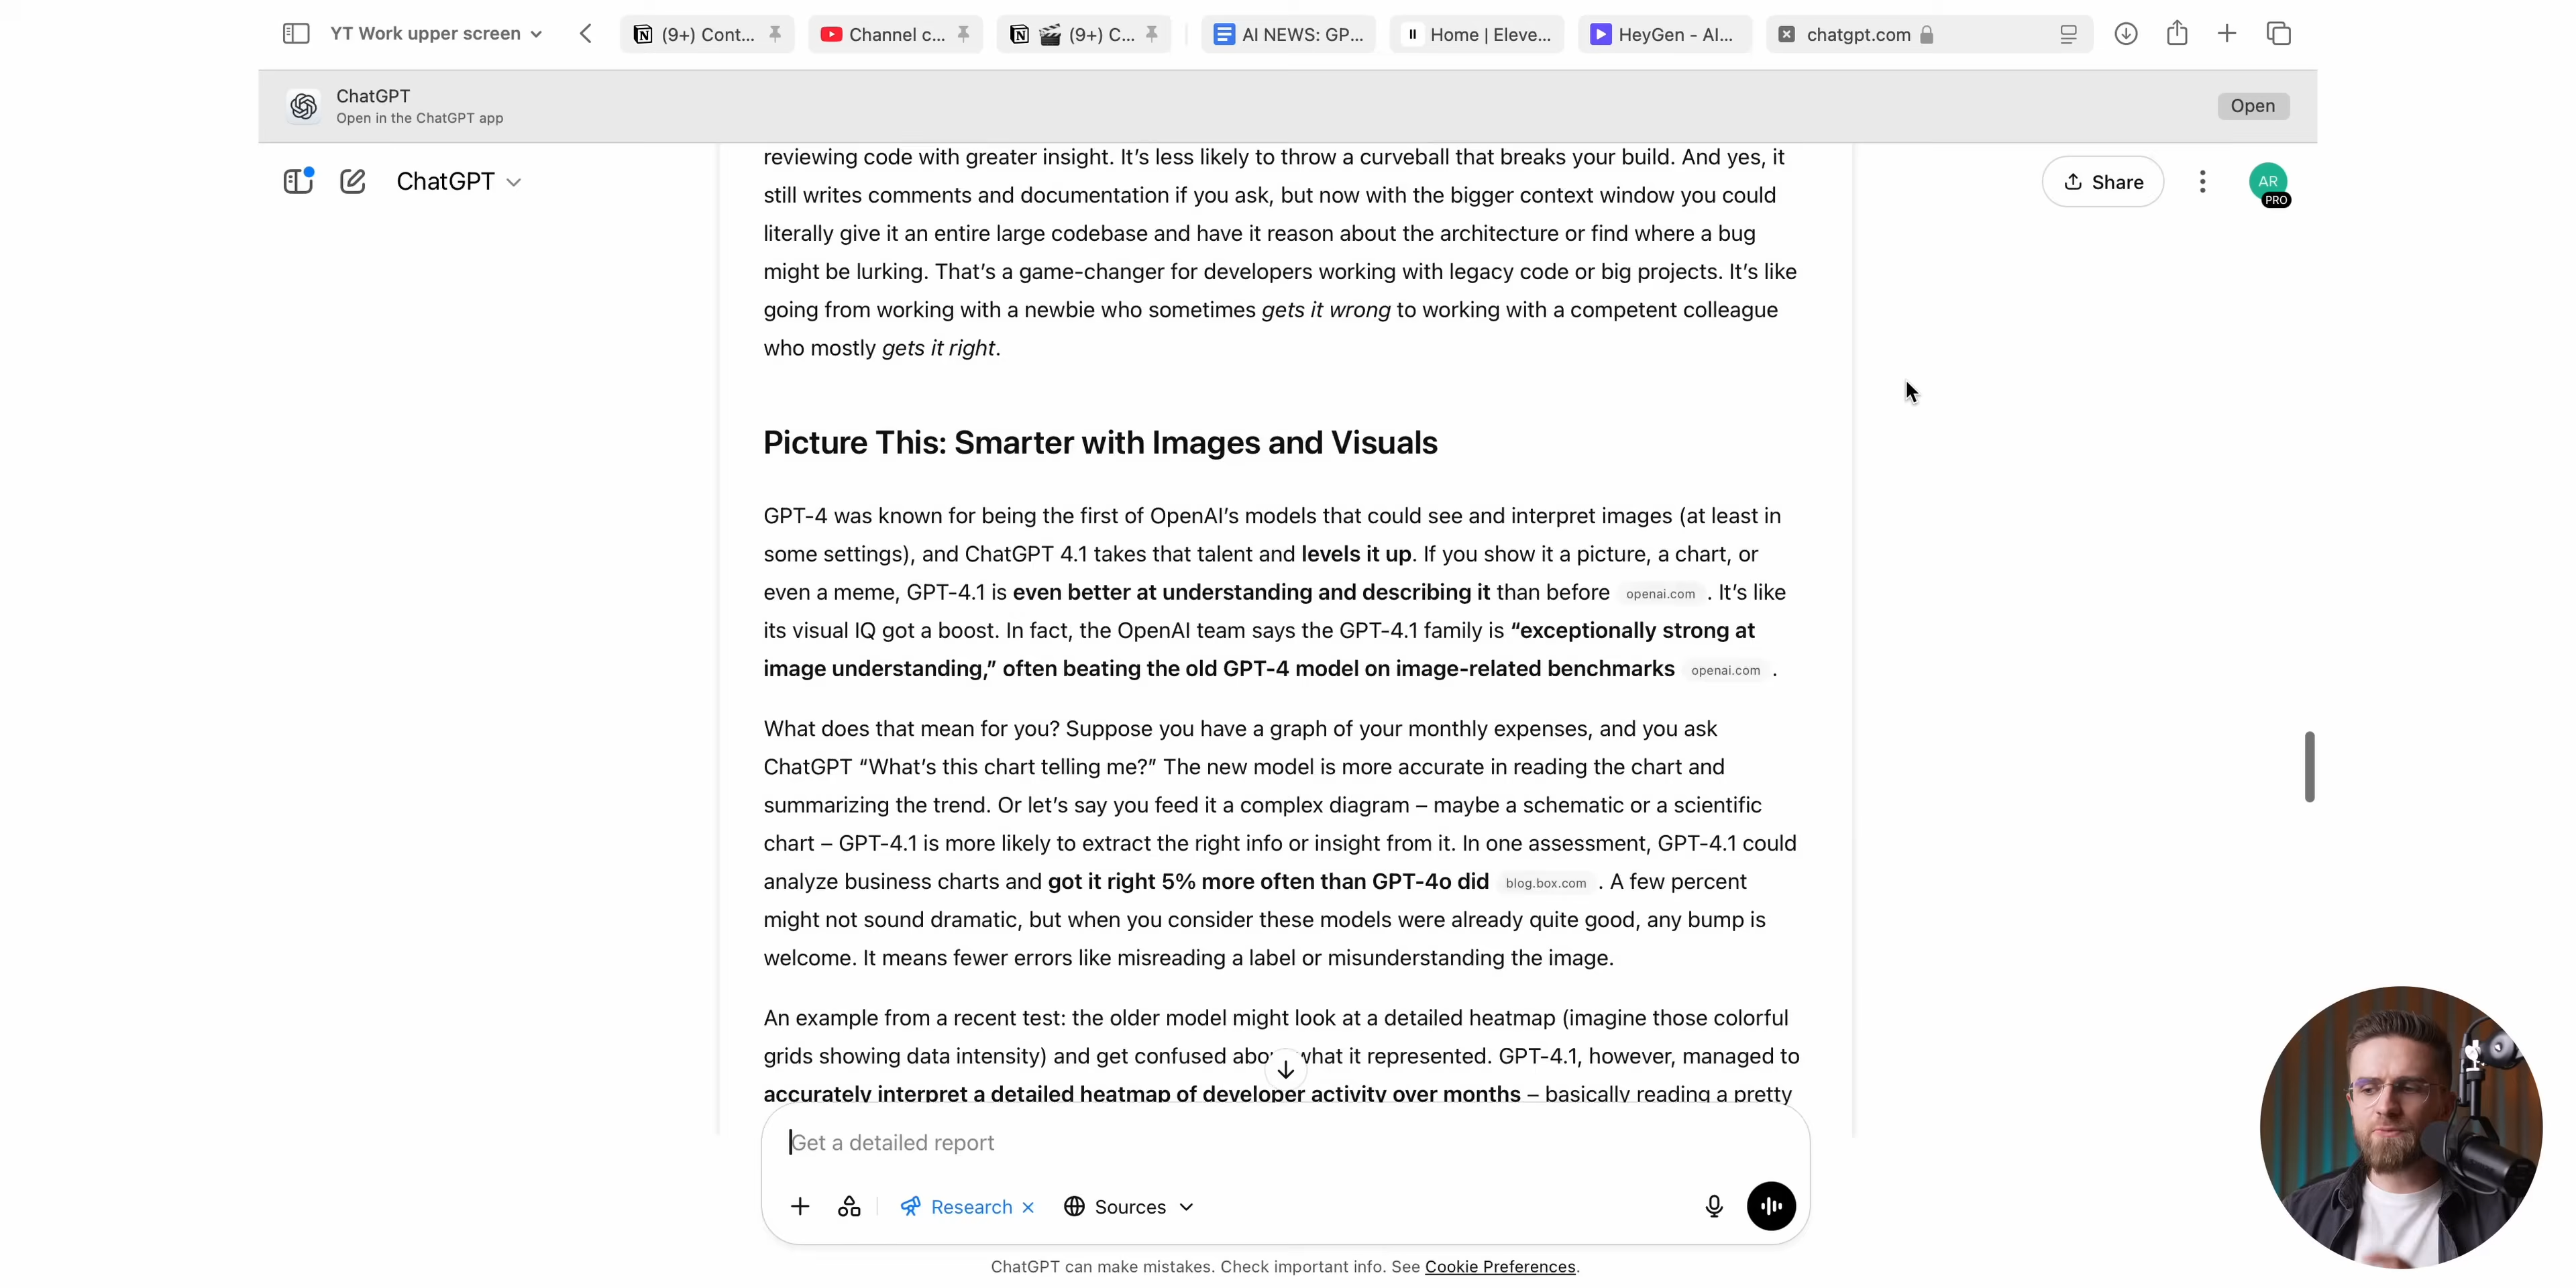 YT Work upper screen
(9+) Cont...
Channel c...
(9+) C...
AI NEWS: GP...
Home | Eleve...
HeyGen - AI...
chatgpt.com
ChatGPT
Open in the ChatGPT app
Open
ChatGPT
Share
AR
PRO
reviewing code with greater insight. It’s less likely to throw a curveball that breaks your build. And yes, it
still writes comments and documentation if you ask, but now with the bigger context window you could
literally give it an entire large codebase and have it reason about the architecture or find where a bug
might be lurking. That’s a game-changer for developers working with legacy code or big projects. It’s like
going from working with a newbie who sometimes gets it wrong to working with a competent colleague
who mostly gets it right.
Picture This: Smarter with Images and Visuals
GPT-4 was known for being the first of OpenAI’s models that could see and interpret images (at least in
some settings), and ChatGPT 4.1 takes that talent and levels it up. If you show it a picture, a chart, or
even a meme, GPT-4.1 is even better at understanding and describing it than before openai.com . It’s like
its visual IQ got a boost. In fact, the OpenAI team says the GPT-4.1 family is “exceptionally strong at
image understanding,” often beating the old GPT-4 model on image-related benchmarks openai.com .
What does that mean for you? Suppose you have a graph of your monthly expenses, and you ask
ChatGPT “What’s this chart telling me?” The new model is more accurate in reading the chart and
summarizing the trend. Or let’s say you feed it a complex diagram – maybe a schematic or a scientific
chart – GPT-4.1 is more likely to extract the right info or insight from it. In one assessment, GPT-4.1 could
analyze business charts and got it right 5% more often than GPT-4o did blog.box.com . A few percent
might not sound dramatic, but when you consider these models were already quite good, any bump is
welcome. It means fewer errors like misreading a label or misunderstanding the image.
An example from a recent test: the older model might look at a detailed heatmap (imagine those colorful
grids showing data intensity) and get confused about what it represented. GPT-4.1, however, managed to
accurately interpret a detailed heatmap of developer activity over months – basically reading a pretty
Get a detailed report
Research
Sources
ChatGPT can make mistakes. Check important info. See Cookie Preferences.